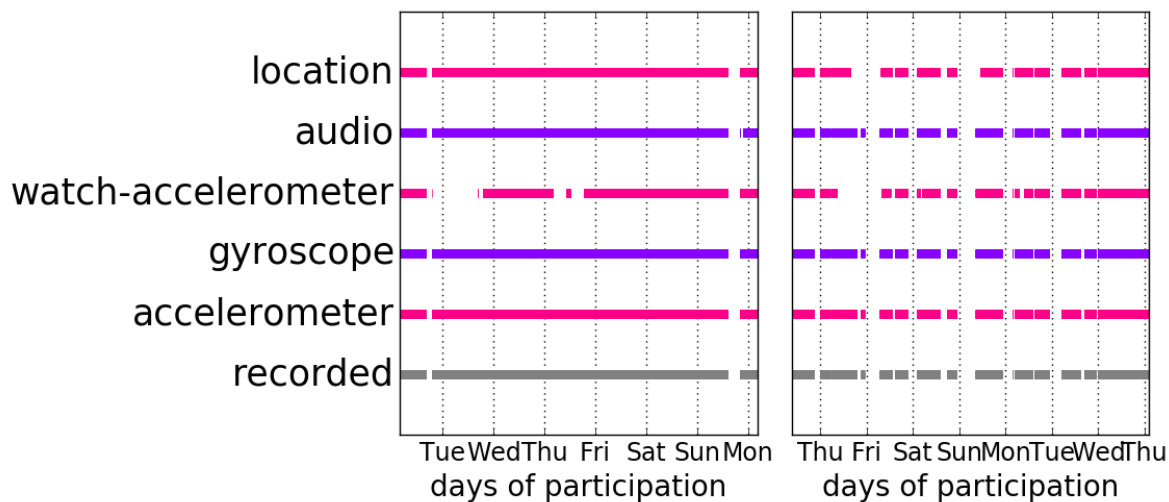 location
audio
watch-accelerometer
gyroscope
accelerometer
recorded
Tue Wed Thu Fri Sat Sun Mon
days of participation
Thu Fri Sat Sun Mon Tue Wed Thu
days of participation